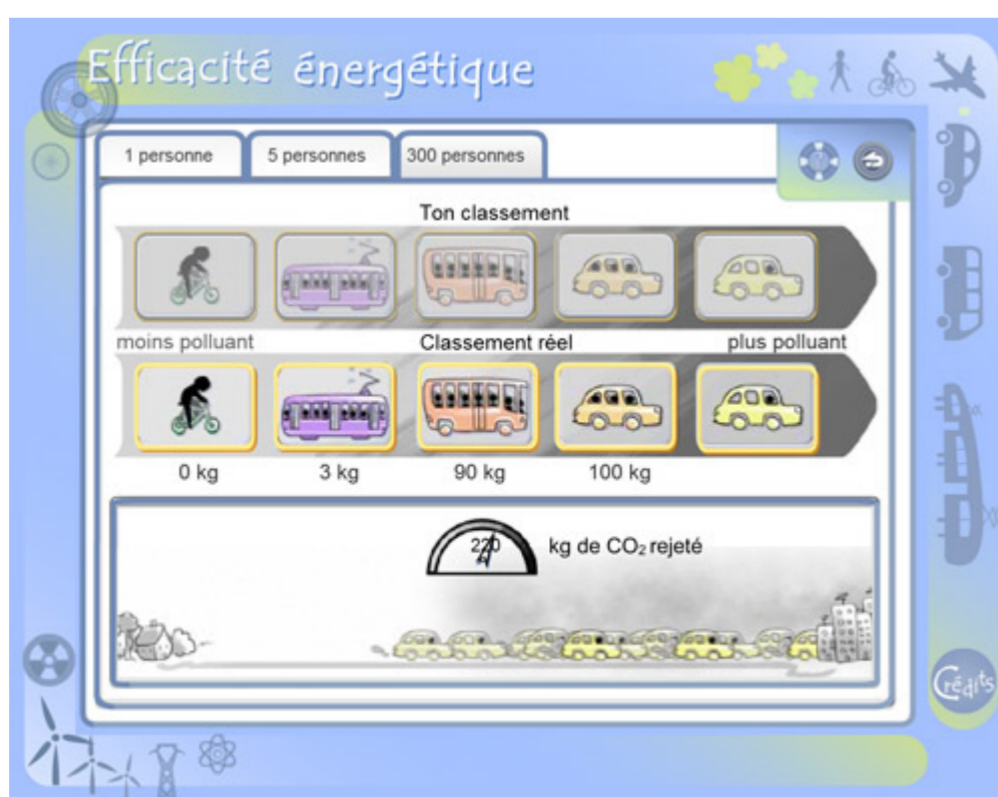 Efficacité énergétique
1 personne
5 personnes
300 personnes
Ton classement
moins polluant
Classement réel
plus polluant
0 kg
3 kg
90 kg
100 kg
220
kg de CO₂ rejeté
Crédits